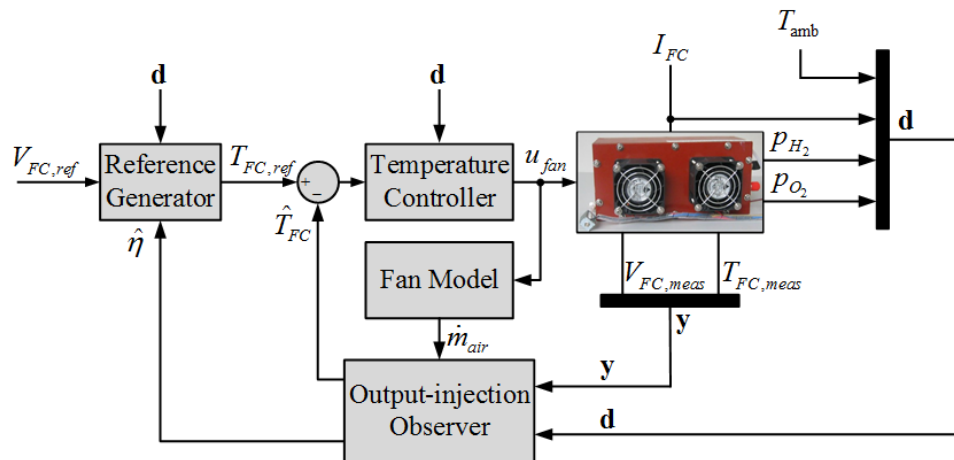 T_amb
I_FC
d
d
d
V_FC,ref
Reference
Generator
T_FC,ref
+
−
Temperature
Controller
u_fan
p_H₂
p_O₂
T̂_FC
η̂
Fan Model
V_FC,meas
T_FC,meas
y
ṁ_air
Output-injection
Observer
y
d